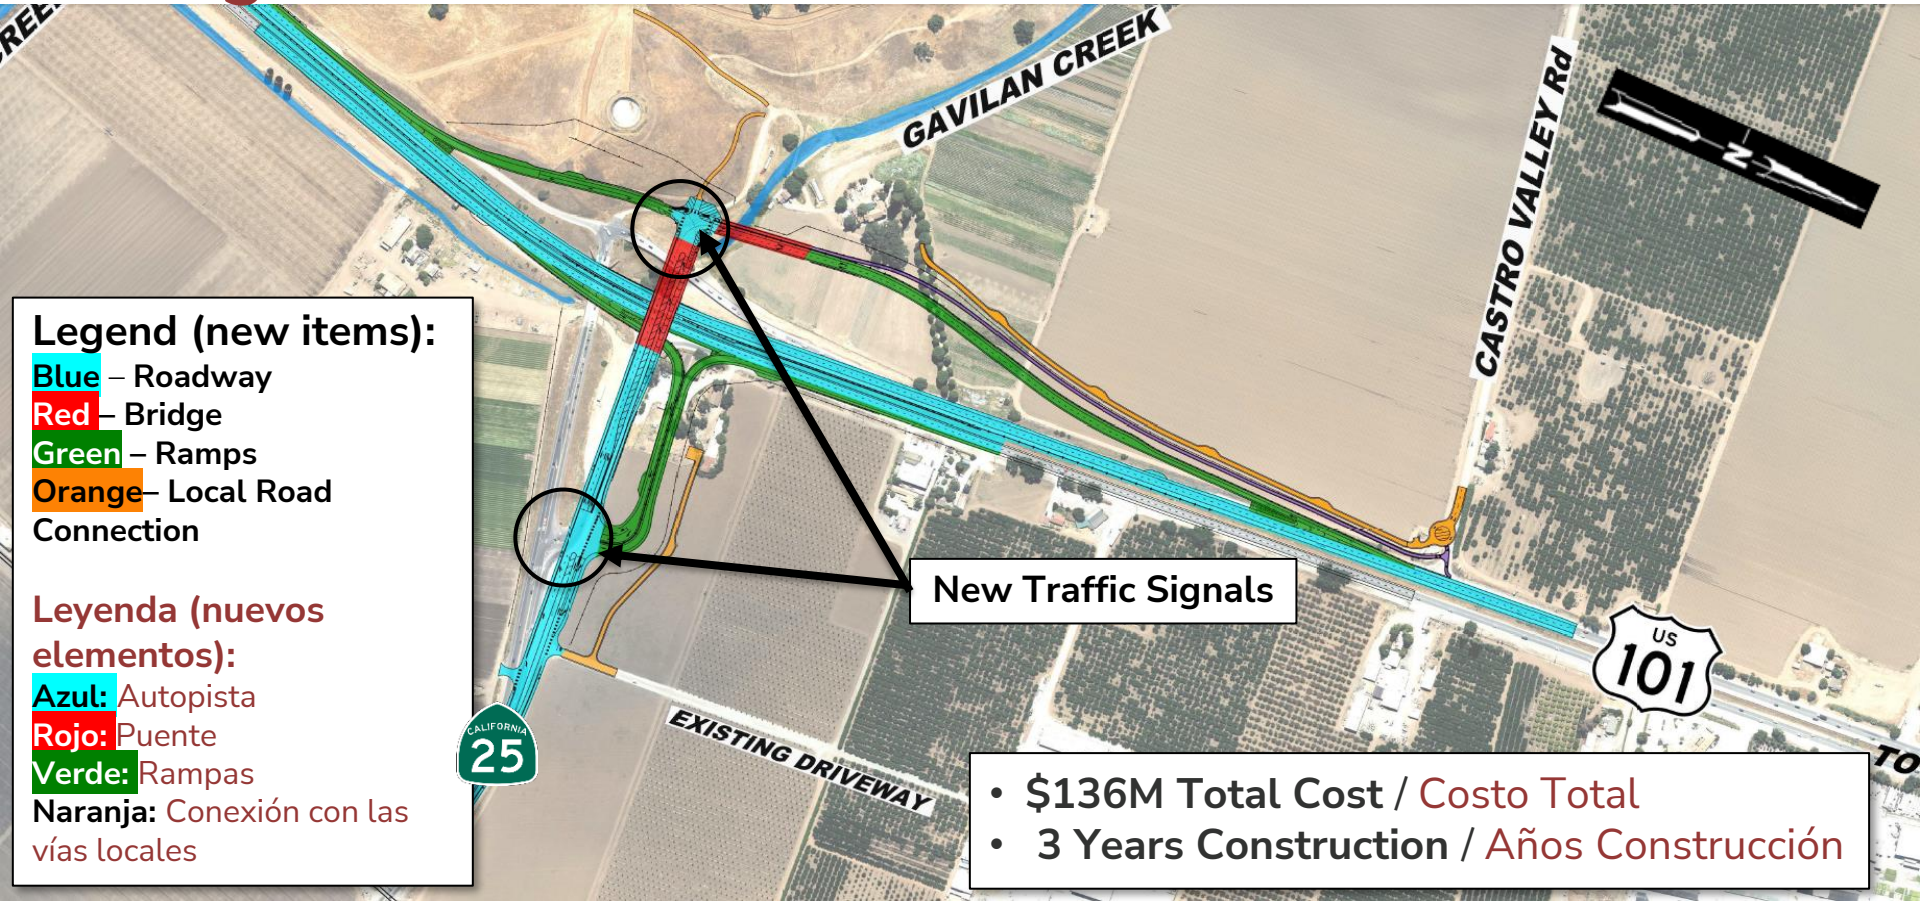 GAVILAN CREEK
CASTRO VALLEY Rd
N
Legend (new items):
Blue – Roadway
Red – Bridge
Green – Ramps
Orange– Local Road
Connection
Leyenda (nuevos
elementos):
Azul: Autopista
Rojo: Puente
Verde: Rampas
Naranja: Conexión con las
vías locales
New Traffic Signals
US
101
CALIFORNIA
25
EXISTING DRIVEWAY
TO
• $136M Total Cost / Costo Total
• 3 Years Construction / Años Construcción